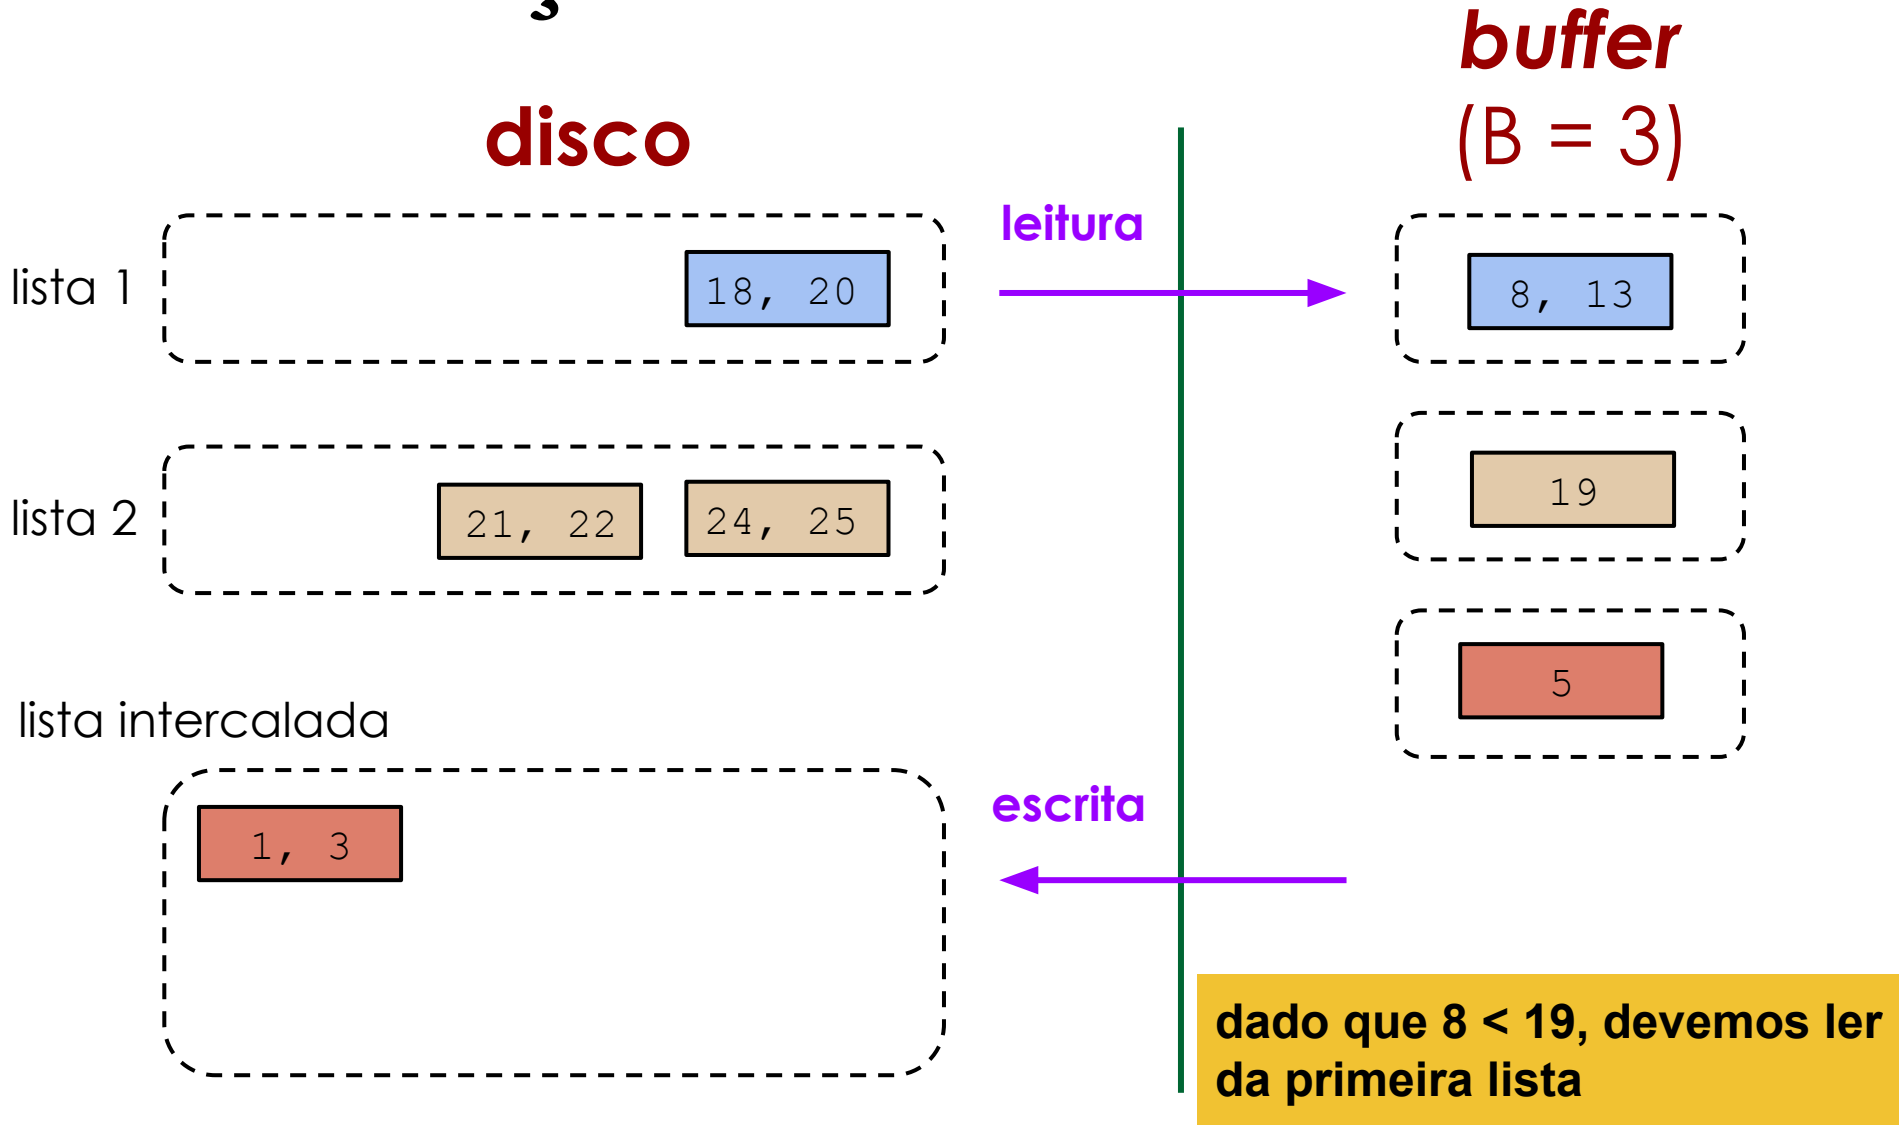 buffer
disco
(B = 3)
leitura
lista 1
18, 20
8, 13
lista 2
21, 22
24, 25
19
5
lista intercalada
1, 3
escrita
dado que 8 < 19, devemos ler
da primeira lista